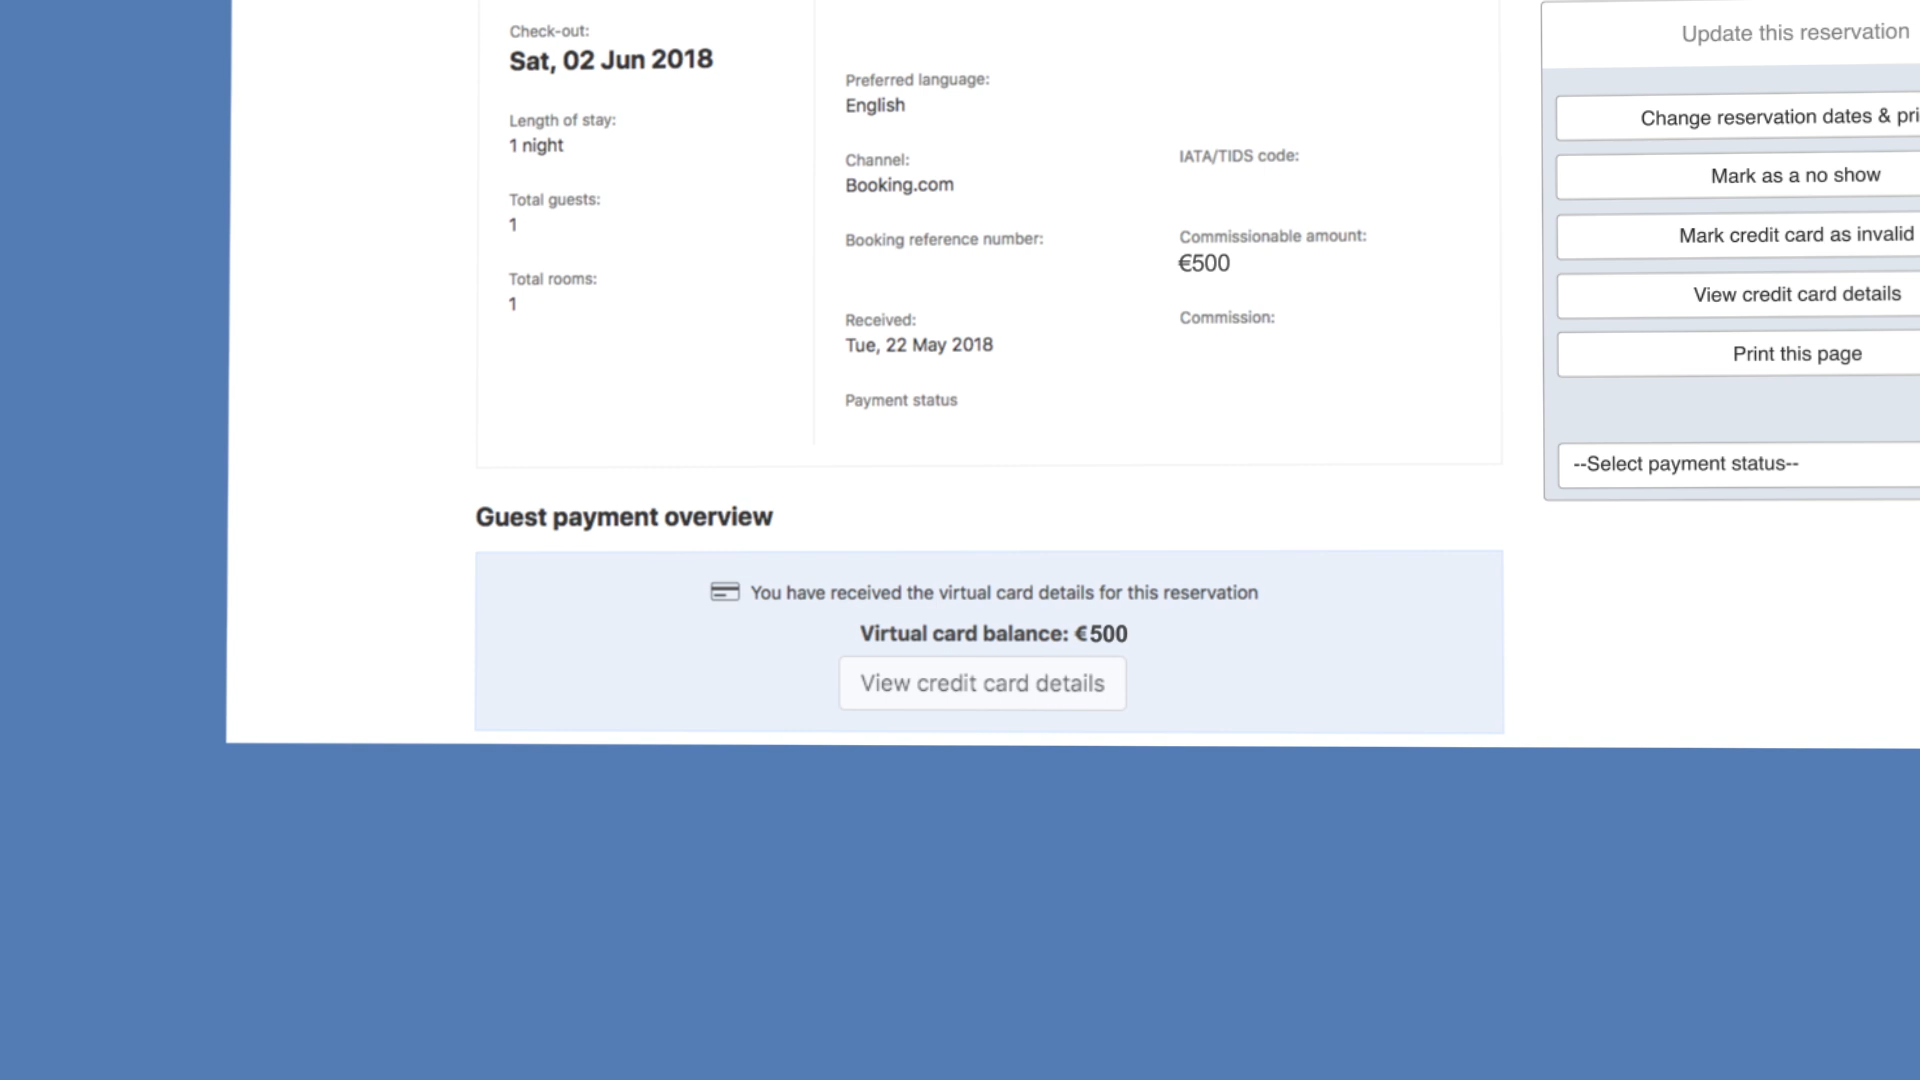 Check-out:
Sat, 02 Jun 2018
Length of stay:
1 night
Total guests:
1
Total rooms:
1
Preferred language:
English
Channel:
Booking.com
Booking reference number:
Received:
Tue, 22 May 2018
Payment status
IATA/TIDS code:
Commissionable amount:
€500
Commission:
Update this reservation
Change reservation dates & pri
Mark as a no show
Mark credit card as invalid
View credit card details
Print this page
--Select payment status--
Guest payment overview
You have received the virtual card details for this reservation
Virtual card balance: €500
View credit card details